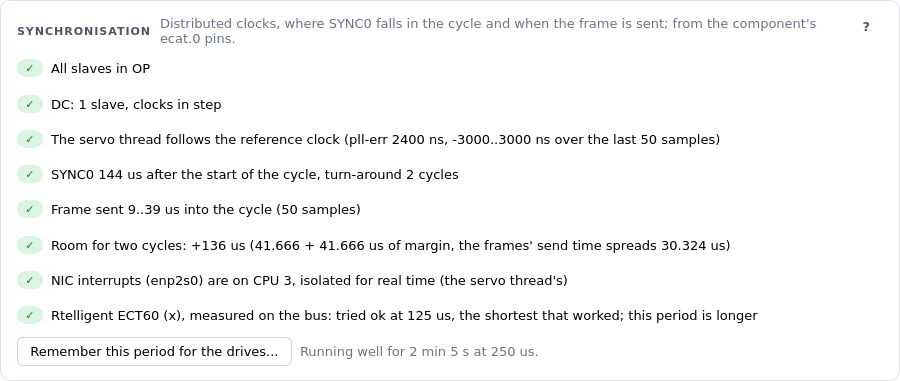 SYNCHRONISATION Distributed clocks, where SYNC0 falls in the cycle and when the frame is sent; from the component's ?
ecat.0 pins.
✓ All slaves in OP
✓ DC: 1 slave, clocks in step
✓ The servo thread follows the reference clock (pll-err 2400 ns, -3000..3000 ns over the last 50 samples)
✓ SYNC0 144 us after the start of the cycle, turn-around 2 cycles
✓ Frame sent 9..39 us into the cycle (50 samples)
✓ Room for two cycles: +136 us (41.666 + 41.666 us of margin, the frames' send time spreads 30.324 us)
✓ NIC interrupts (enp2s0) are on CPU 3, isolated for real time (the servo thread's)
✓ Rtelligent ECT60 (x), measured on the bus: tried ok at 125 us, the shortest that worked; this period is longer
Remember this period for the drives... Running well for 2 min 5 s at 250 us.